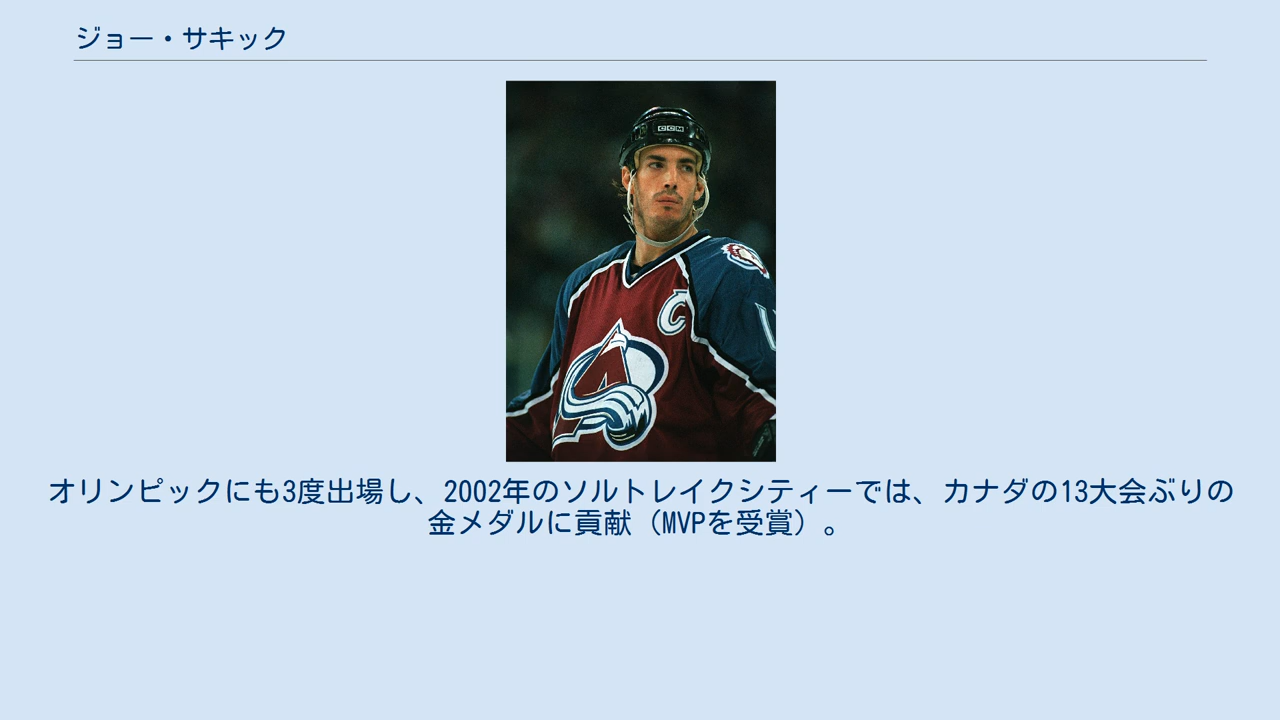 ジョー・サキック
CCM
C
A
オリンピックにも3度出場し、2002年のソルトレイクシティーでは、カナダの13大会ぶりの
金メダルに貢献（MVPを受賞）。